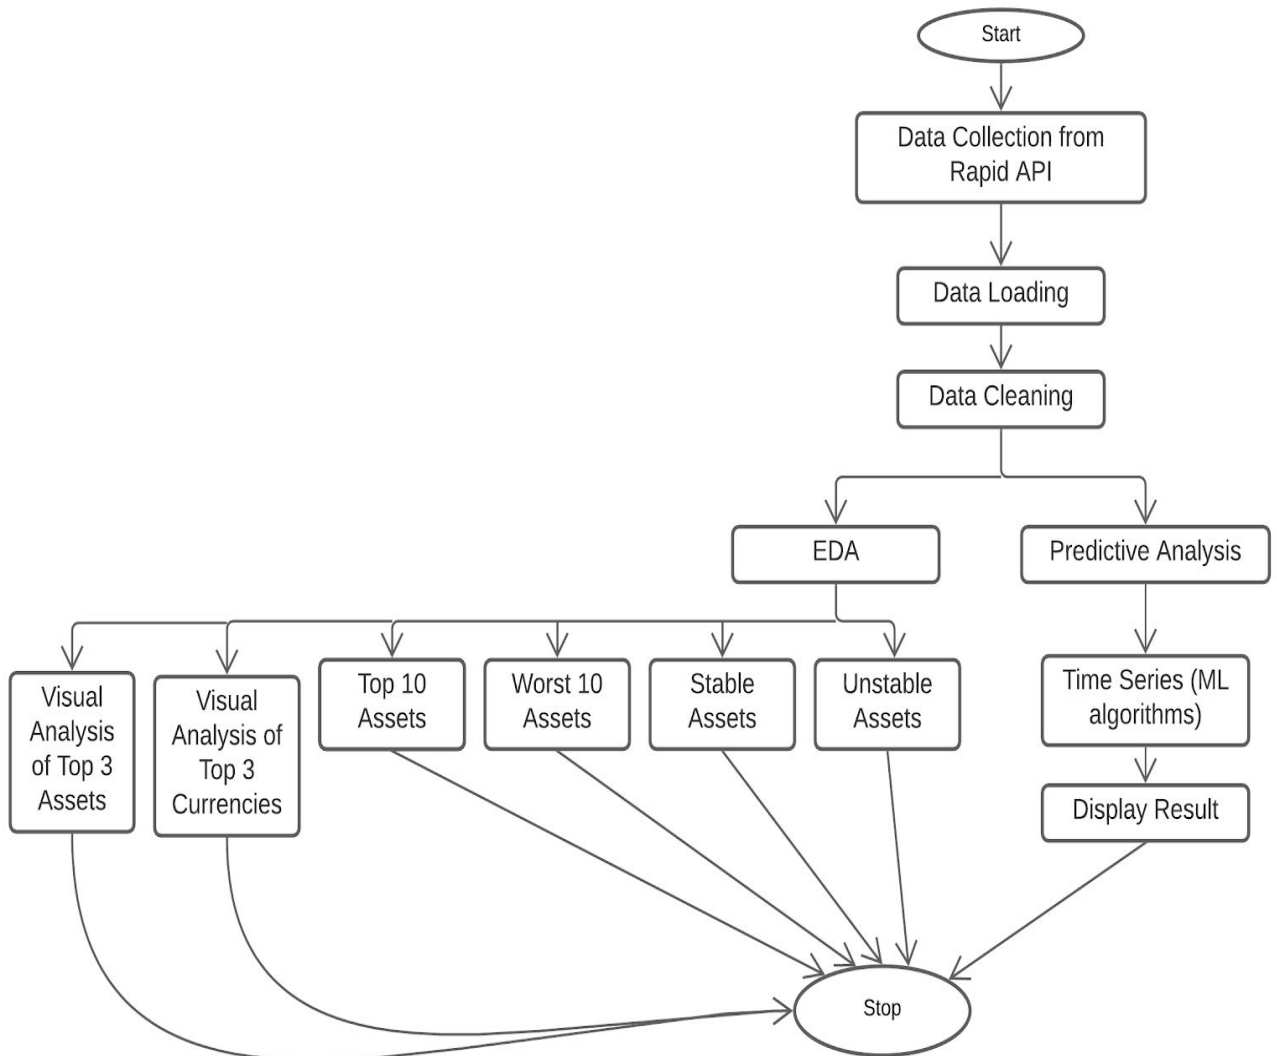 Start
Data Collection from
Rapid API
Data Loading
Data Cleaning
EDA
Predictive Analysis
Visual
Analysis
of Top 3
Assets
Visual
Analysis of
Top 3
Currencies
Top 10
Assets
Worst 10
Assets
Stable
Assets
Unstable
Assets
Time Series (ML
algorithms)
Display Result
Stop